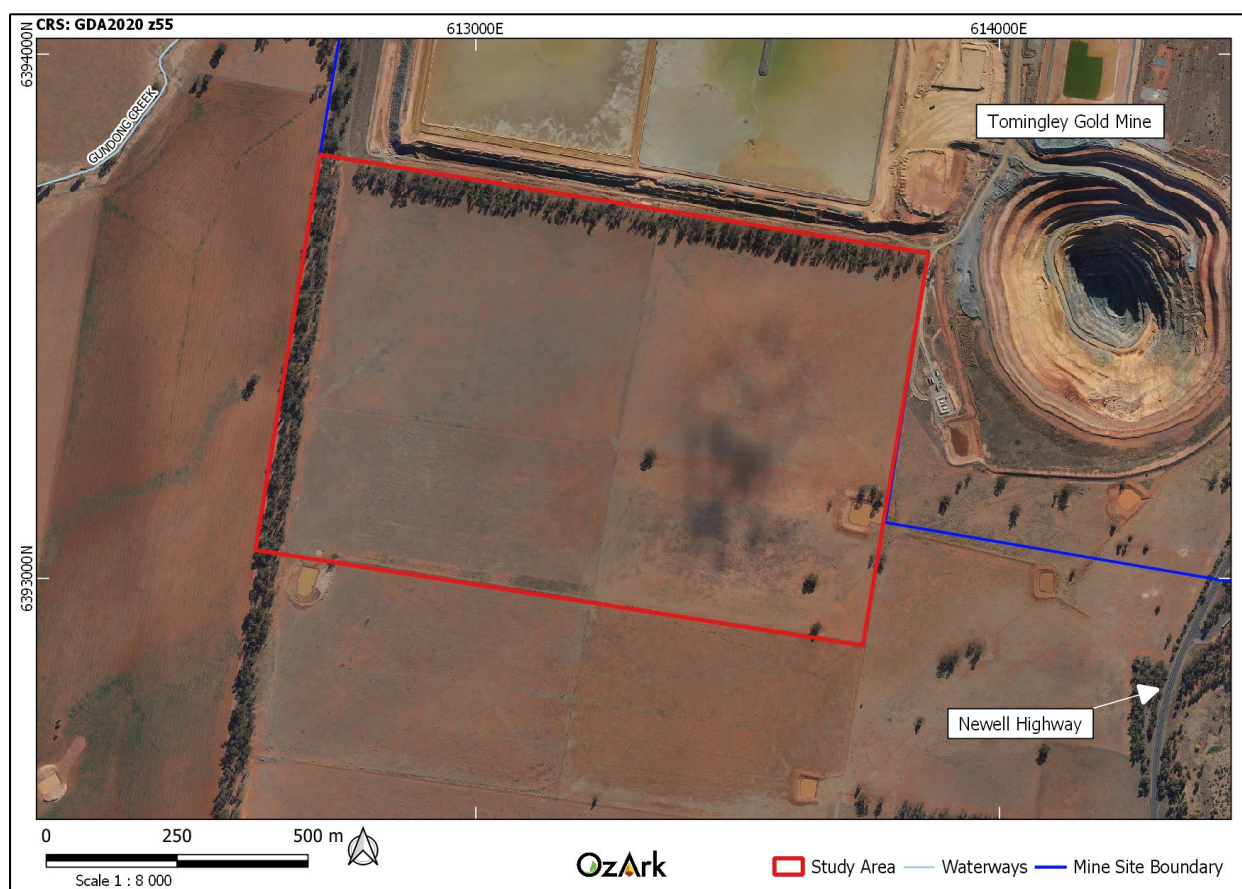 CRS: GDA2020 z55
613000E
614000E
6394000N
GUNDONG CREEK
Tomingley Gold Mine
6393000N
Newell Highway
0 250 500 m
Scale 1 : 8 000
OzArk
Study Area
Waterways
Mine Site Boundary